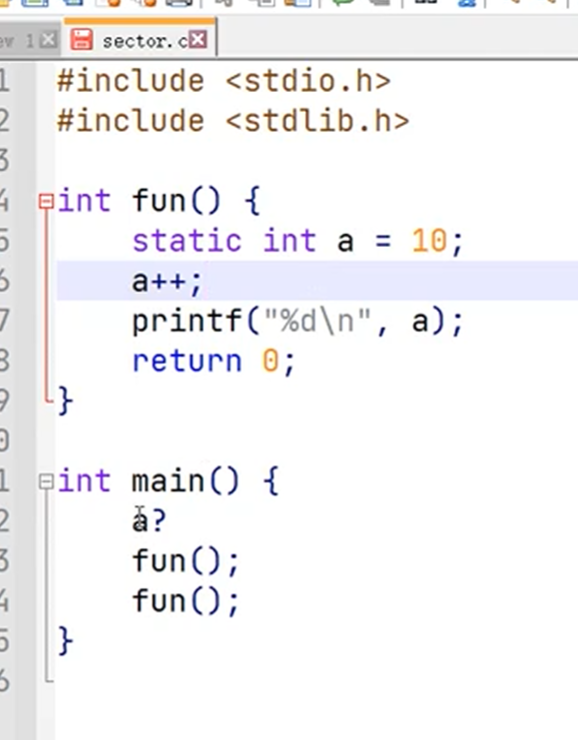 ew 1
sector.c
1 #include <stdio.h>
2 #include <stdlib.h>
3
4 int fun() {
5 static int a = 10;
6 a++;
7 printf("%d\n", a);
8 return 0;
9 }
0
1 int main() {
2 a?
3 fun();
4 fun();
5 }
6